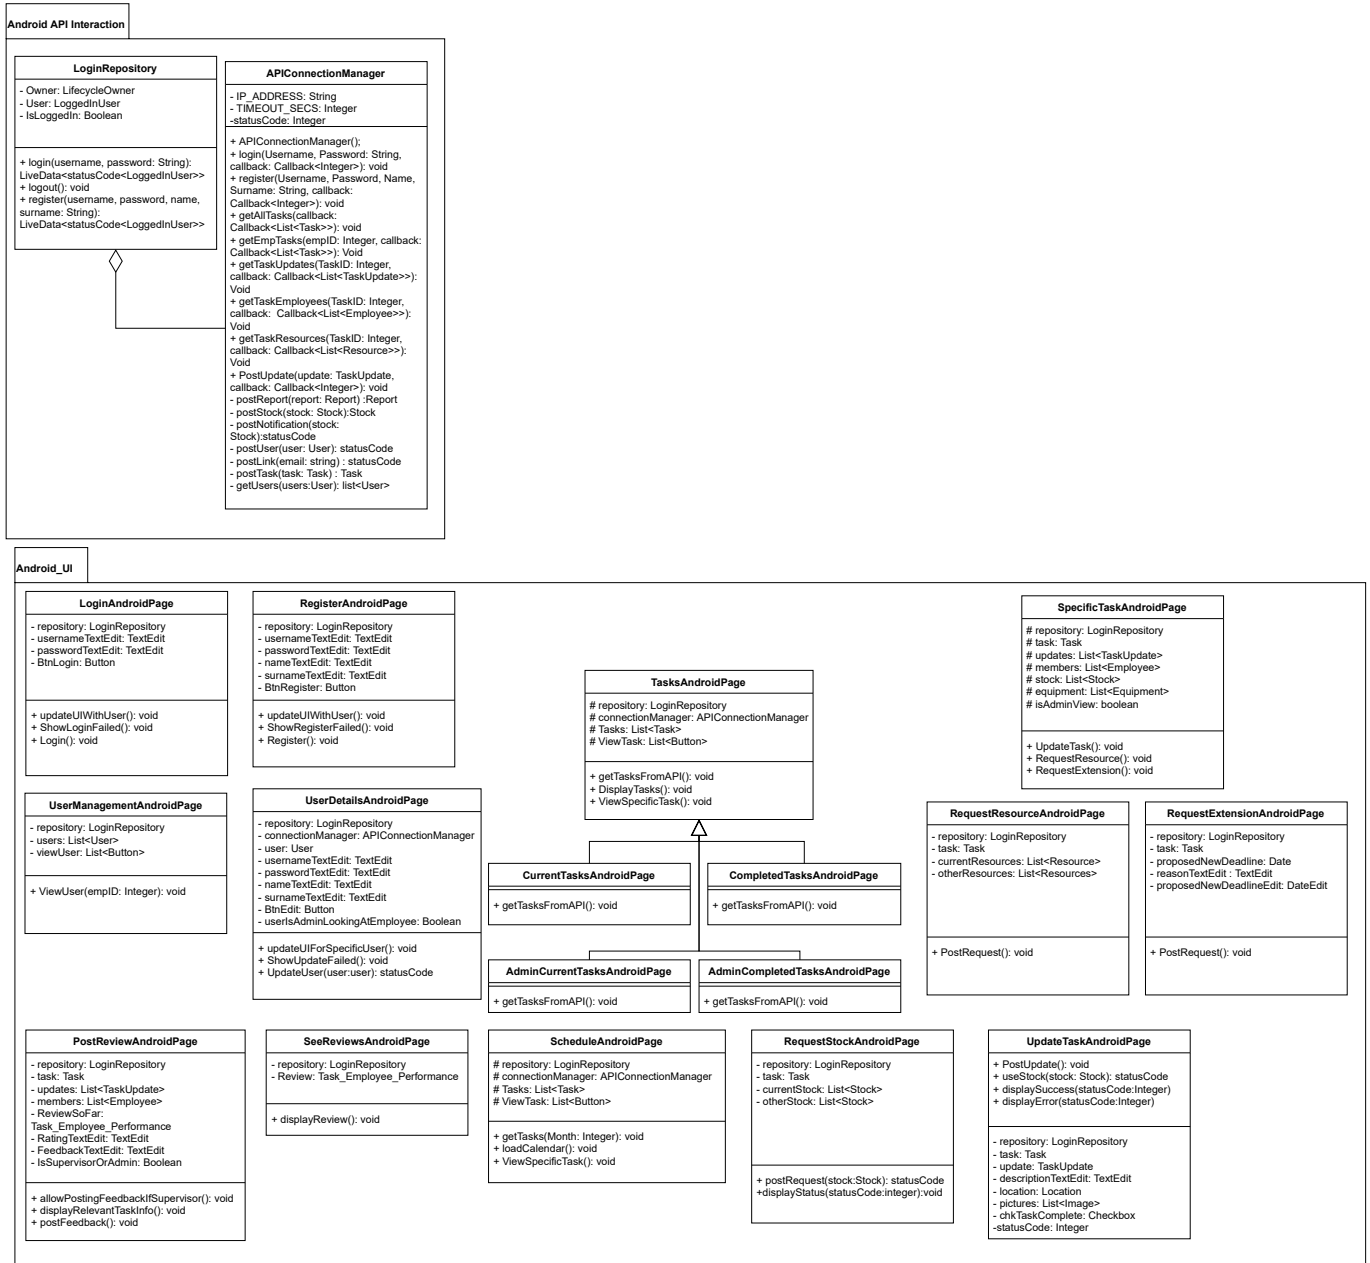 Android API Interaction
LoginRepository
- Owner: LifecycleOwner
- User: LoggedInUser
- IsLoggedIn: Boolean
+ login(username, password: String):
LiveData<statusCode<LoggedInUser>>
+ logout(): void
+ register(username, password, name,
surname: String):
LiveData<statusCode<LoggedInUser>>
APIConnectionManager
- IP_ADDRESS: String
- TIMEOUT_SECS: Integer
-statusCode: Integer
+ APIConnectionManager();
+ login(Username, Password: String,
callback: Callback<Integer>): void
+ register(Username, Password, Name,
Surname: String, callback:
Callback<Integer>): void
+ getAllTasks(callback:
Callback<List<Task>>): void
+ getEmpTasks(empID: Integer, callback:
Callback<List<Task>>): Void
+ getTaskUpdates(TaskID: Integer,
callback: Callback<List<TaskUpdate>>):
Void
+ getTaskEmployees(TaskID: Integer,
callback:  Callback<List<Employee>>):
Void
+ getTaskResources(TaskID: Integer,
callback: Callback<List<Resource>>):
Void
+ PostUpdate(update: TaskUpdate,
callback: Callback<Integer>): void
- postReport(report: Report) :Report
- postStock(stock: Stock):Stock
- postNotification(stock:
Stock):statusCode
- postUser(user: User): statusCode
- postLink(email: string) : statusCode
- postTask(task: Task) : Task
- getUsers(users:User): list<User>
Android_UI
LoginAndroidPage
- repository: LoginRepository
- usernameTextEdit: TextEdit
- passwordTextEdit: TextEdit
- BtnLogin: Button
+ updateUIWithUser(): void
+ ShowLoginFailed(): void
+ Login(): void
RegisterAndroidPage
- repository: LoginRepository
- usernameTextEdit: TextEdit
- passwordTextEdit: TextEdit
- nameTextEdit: TextEdit
- surnameTextEdit: TextEdit
- BtnRegister: Button
+ updateUIWithUser(): void
+ ShowRegisterFailed(): void
+ Register(): void
TasksAndroidPage
# repository: LoginRepository
# connectionManager: APIConnectionManager
# Tasks: List<Task>
# ViewTask: List<Button>
+ getTasksFromAPI(): void
+ DisplayTasks(): void
+ ViewSpecificTask(): void
SpecificTaskAndroidPage
# repository: LoginRepository
# task: Task
# updates: List<TaskUpdate>
# members: List<Employee>
# stock: List<Stock>
# equipment: List<Equipment>
# isAdminView: boolean
+ UpdateTask(): void
+ RequestResource(): void
+ RequestExtension(): void
UserManagementAndroidPage
- repository: LoginRepository
- users: List<User>
- viewUser: List<Button>
+ ViewUser(empID: Integer): void
UserDetailsAndroidPage
- repository: LoginRepository
- connectionManager: APIConnectionManager
- user: User
- usernameTextEdit: TextEdit
- passwordTextEdit: TextEdit
- nameTextEdit: TextEdit
- surnameTextEdit: TextEdit
- BtnEdit: Button
- userIsAdminLookingAtEmployee: Boolean
+ updateUIForSpecificUser(): void
+ ShowUpdateFailed(): void
+ UpdateUser(user:user): statusCode
CurrentTasksAndroidPage
+ getTasksFromAPI(): void
CompletedTasksAndroidPage
+ getTasksFromAPI(): void
AdminCurrentTasksAndroidPage
+ getTasksFromAPI(): void
AdminCompletedTasksAndroidPage
+ getTasksFromAPI(): void
RequestResourceAndroidPage
- repository: LoginRepository
- task: Task
- currentResources: List<Resource>
- otherResources: List<Resources>
+ PostRequest(): void
RequestExtensionAndroidPage
- repository: LoginRepository
- task: Task
- proposedNewDeadline: Date
- reasonTextEdit : TextEdit
- proposedNewDeadlineEdit: DateEdit
+ PostRequest(): void
PostReviewAndroidPage
- repository: LoginRepository
- task: Task
- updates: List<TaskUpdate>
- members: List<Employee>
- ReviewSoFar:
Task_Employee_Performance
- RatingTextEdit: TextEdit
- FeedbackTextEdit: TextEdit
- IsSupervisorOrAdmin: Boolean
+ allowPostingFeedbackIfSupervisor(): void
+ displayRelevantTaskInfo(): void
+ postFeedback(): void
SeeReviewsAndroidPage
- repository: LoginRepository
- Review: Task_Employee_Performance
+ displayReview(): void
ScheduleAndroidPage
# repository: LoginRepository
# connectionManager: APIConnectionManager
# Tasks: List<Task>
# ViewTask: List<Button>
+ getTasks(Month: Integer): void
+ loadCalendar(): void
+ ViewSpecificTask(): void
RequestStockAndroidPage
- repository: LoginRepository
- task: Task
- currentStock: List<Stock>
- otherStock: List<Stock>
+ postRequest(stock:Stock): statusCode
+displayStatus(statusCode:integer):void
UpdateTaskAndroidPage
+ PostUpdate(): void
+ useStock(stock: Stock): statusCode
+ displaySuccess(statusCode:Integer)
+ displayError(statusCode:Integer)
- repository: LoginRepository
- task: Task
- update: TaskUpdate
- descriptionTextEdit: TextEdit
- location: Location
- pictures: List<Image>
- chkTaskComplete: Checkbox
-statusCode: Integer